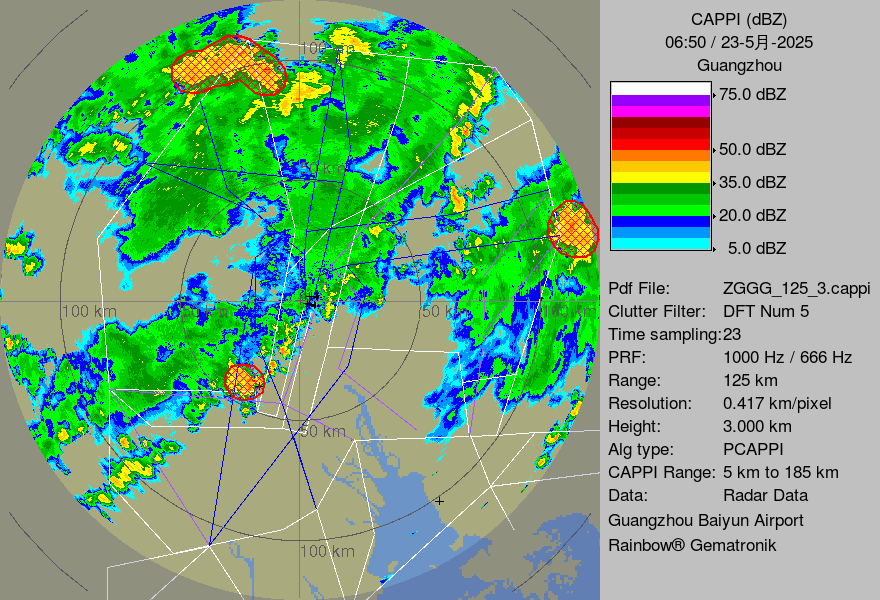 CAPPI (dBZ)
06:50 / 23-5月-2025
Guangzhou
75.0 dBZ
50.0 dBZ
35.0 dBZ
20.0 dBZ
5.0 dBZ
Pdf File: ZGGG_125_3.cappi
Clutter Filter: DFT Num 5
Time sampling:23
PRF: 1000 Hz / 666 Hz
Range: 125 km
Resolution: 0.417 km/pixel
Height: 3.000 km
Alg type: PCAPPI
CAPPI Range: 5 km to 185 km
Data: Radar Data
Guangzhou Baiyun Airport
Rainbow® Gematronik
100 km
50 km
100 km
50 km
50 km
100 km
50 km
100 km